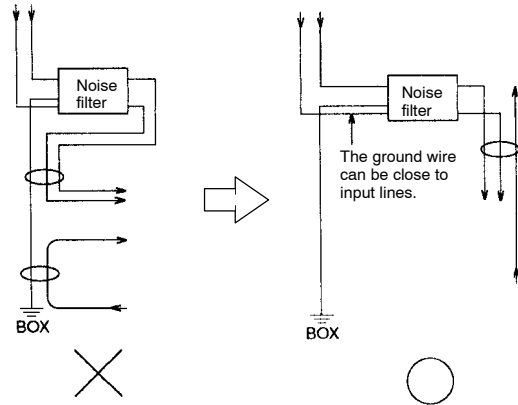 Noise
filter
BOX
Noise
filter
The ground wire
can be close to
input lines.
BOX